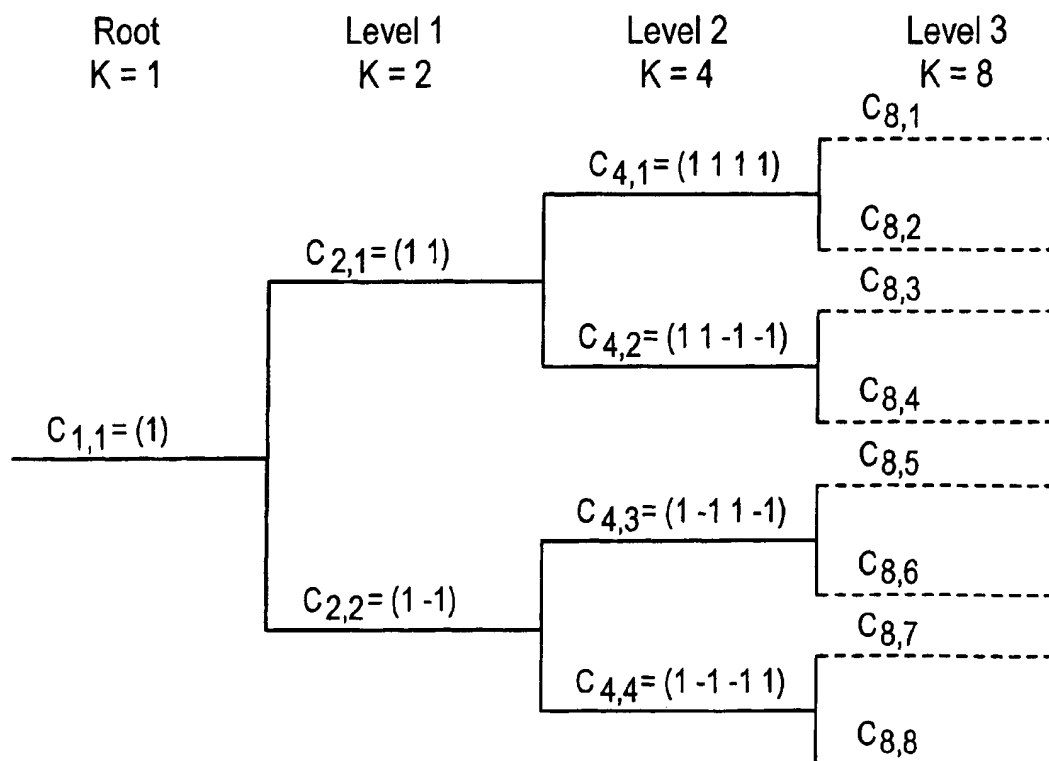 Root Level 1 Level 2 Level 3
K = 1 K = 2 K = 4 K = 8
C8,1
C4,1= (1 1 1 1)
C8,2
C2,1= (1 1)
C8,3
C4,2= (1 1 -1 -1)
C8,4
C1,1= (1)
C8,5
C4,3= (1 -1 1 -1)
C8,6
C2,2= (1 -1)
C8,7
C4,4= (1 -1 -1 1)
C8,8